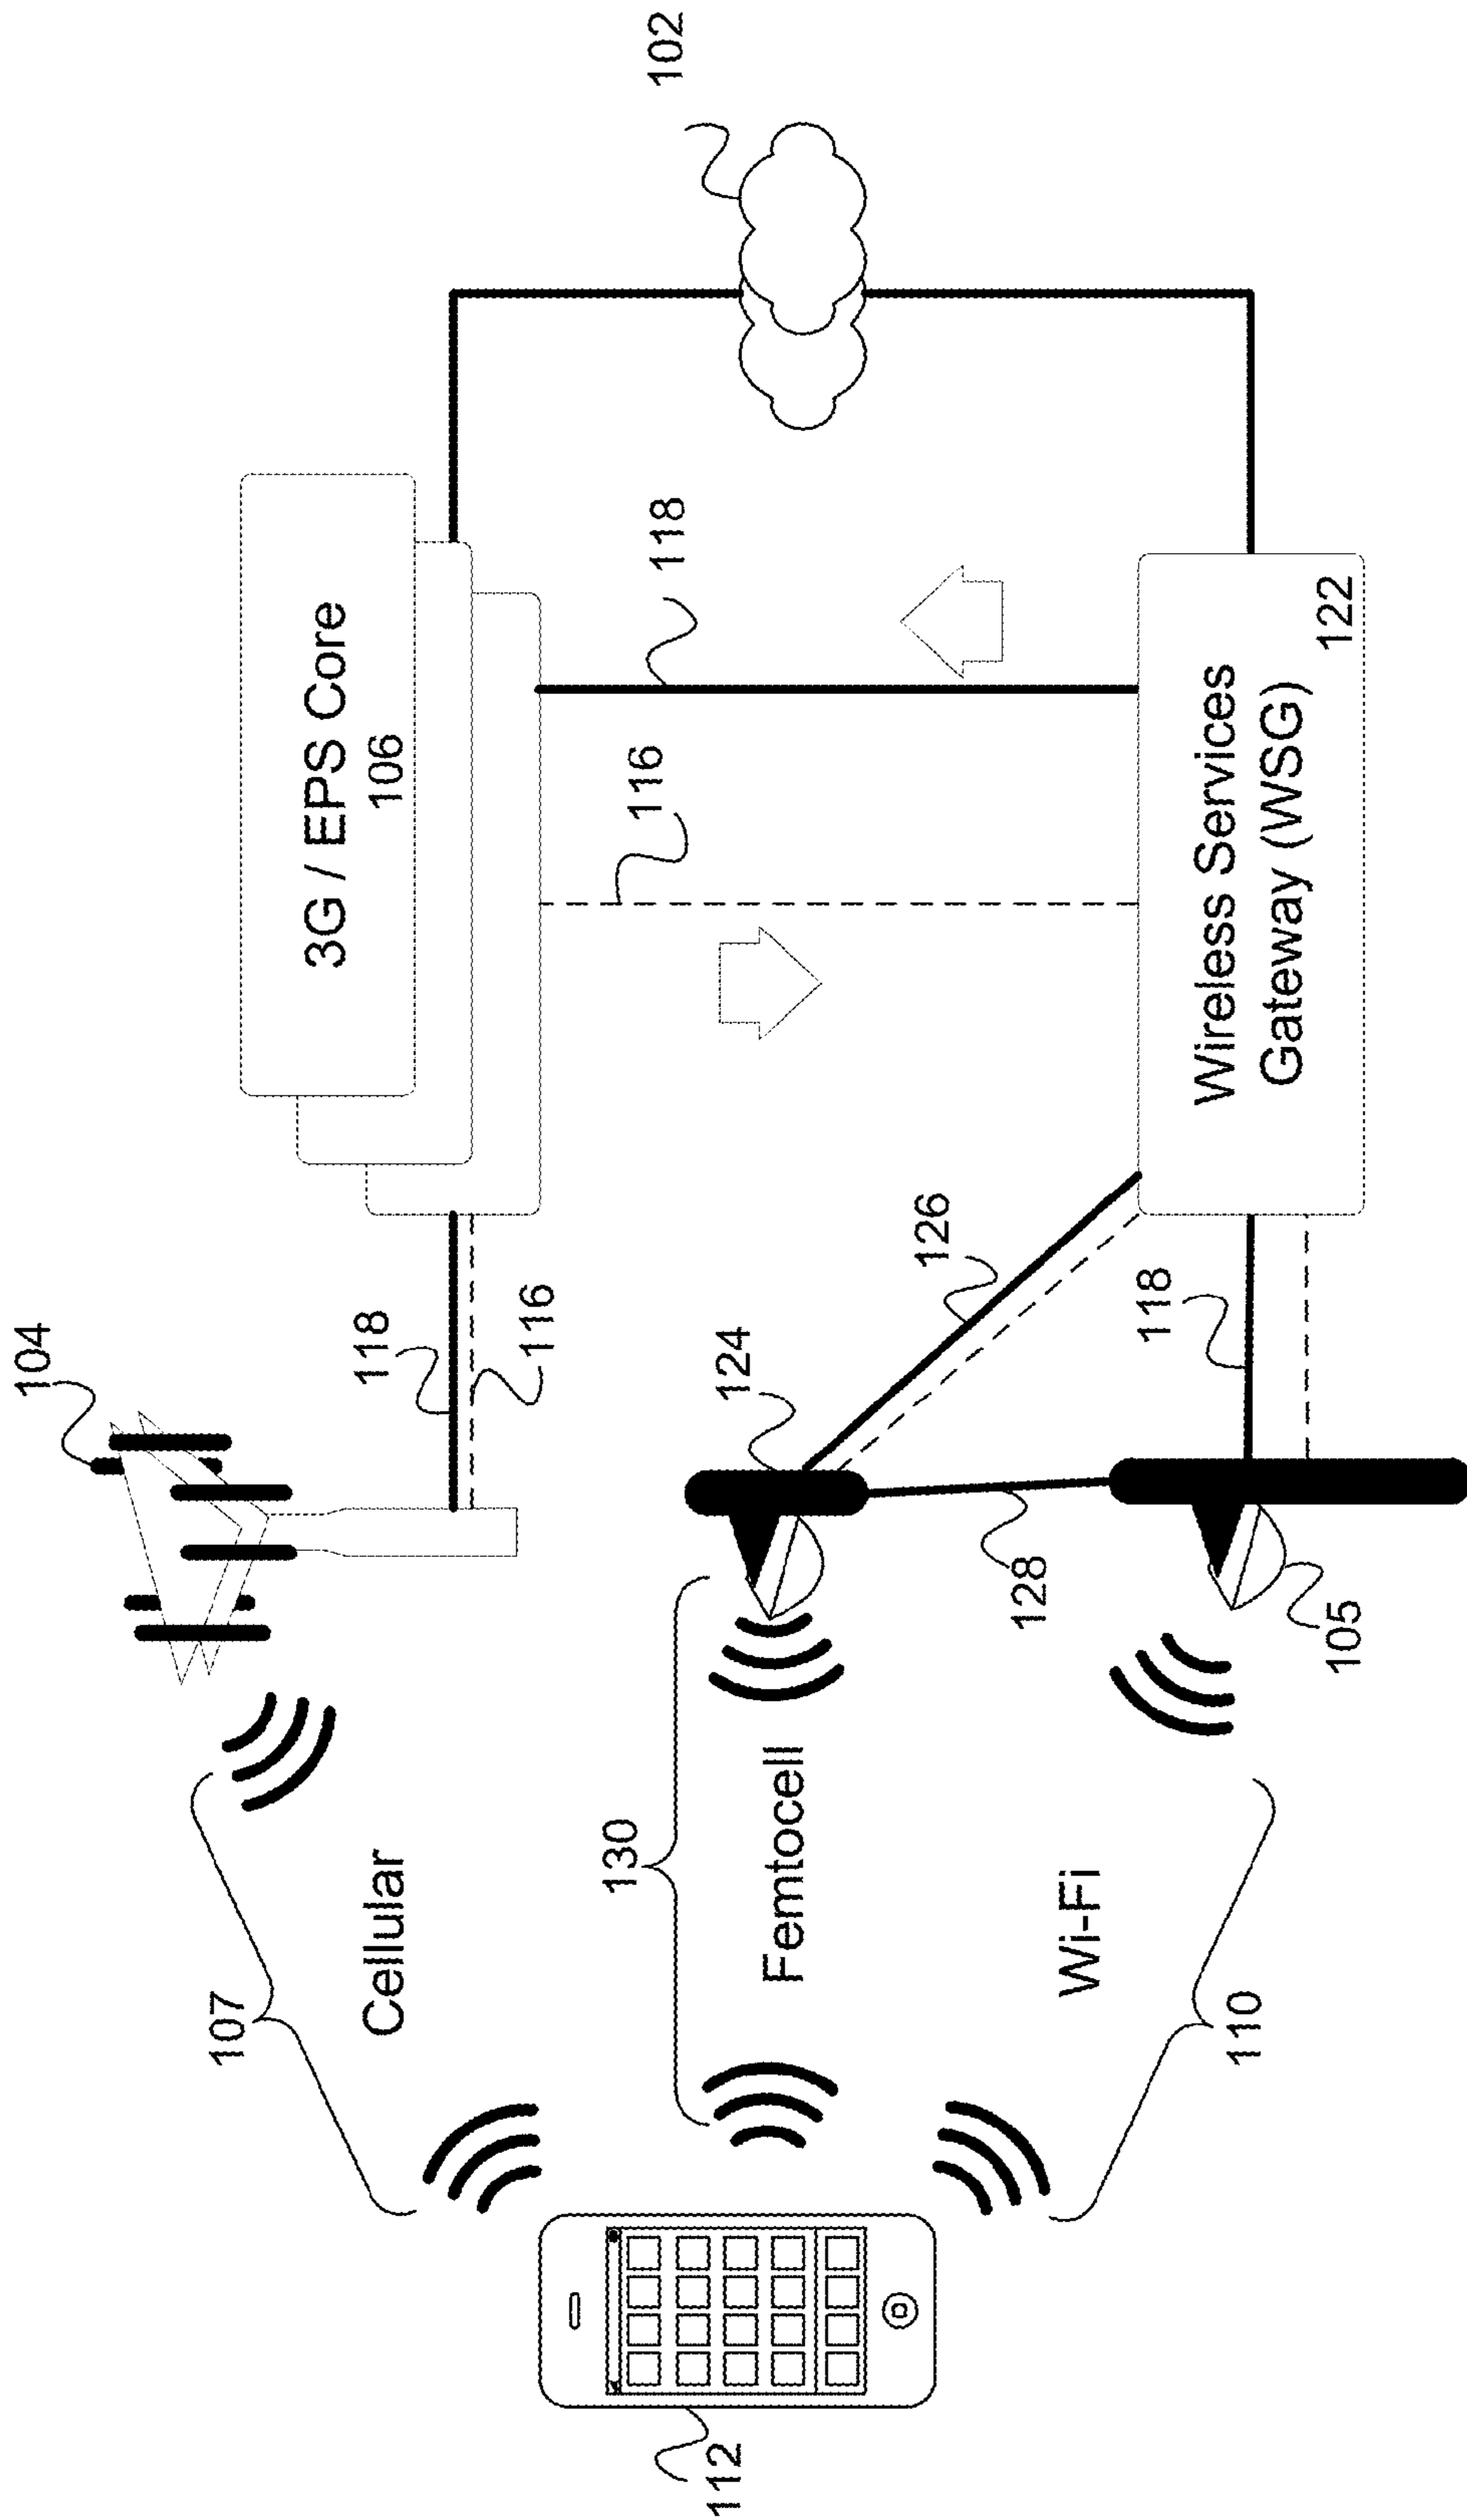 104
102
3G / EPS Core
106
107
118
116
118
Cellular
116
124
130
126
Femtocell
112
128
118
Wi-Fi
Wireless Services
Gateway (WSG)
122
110
105